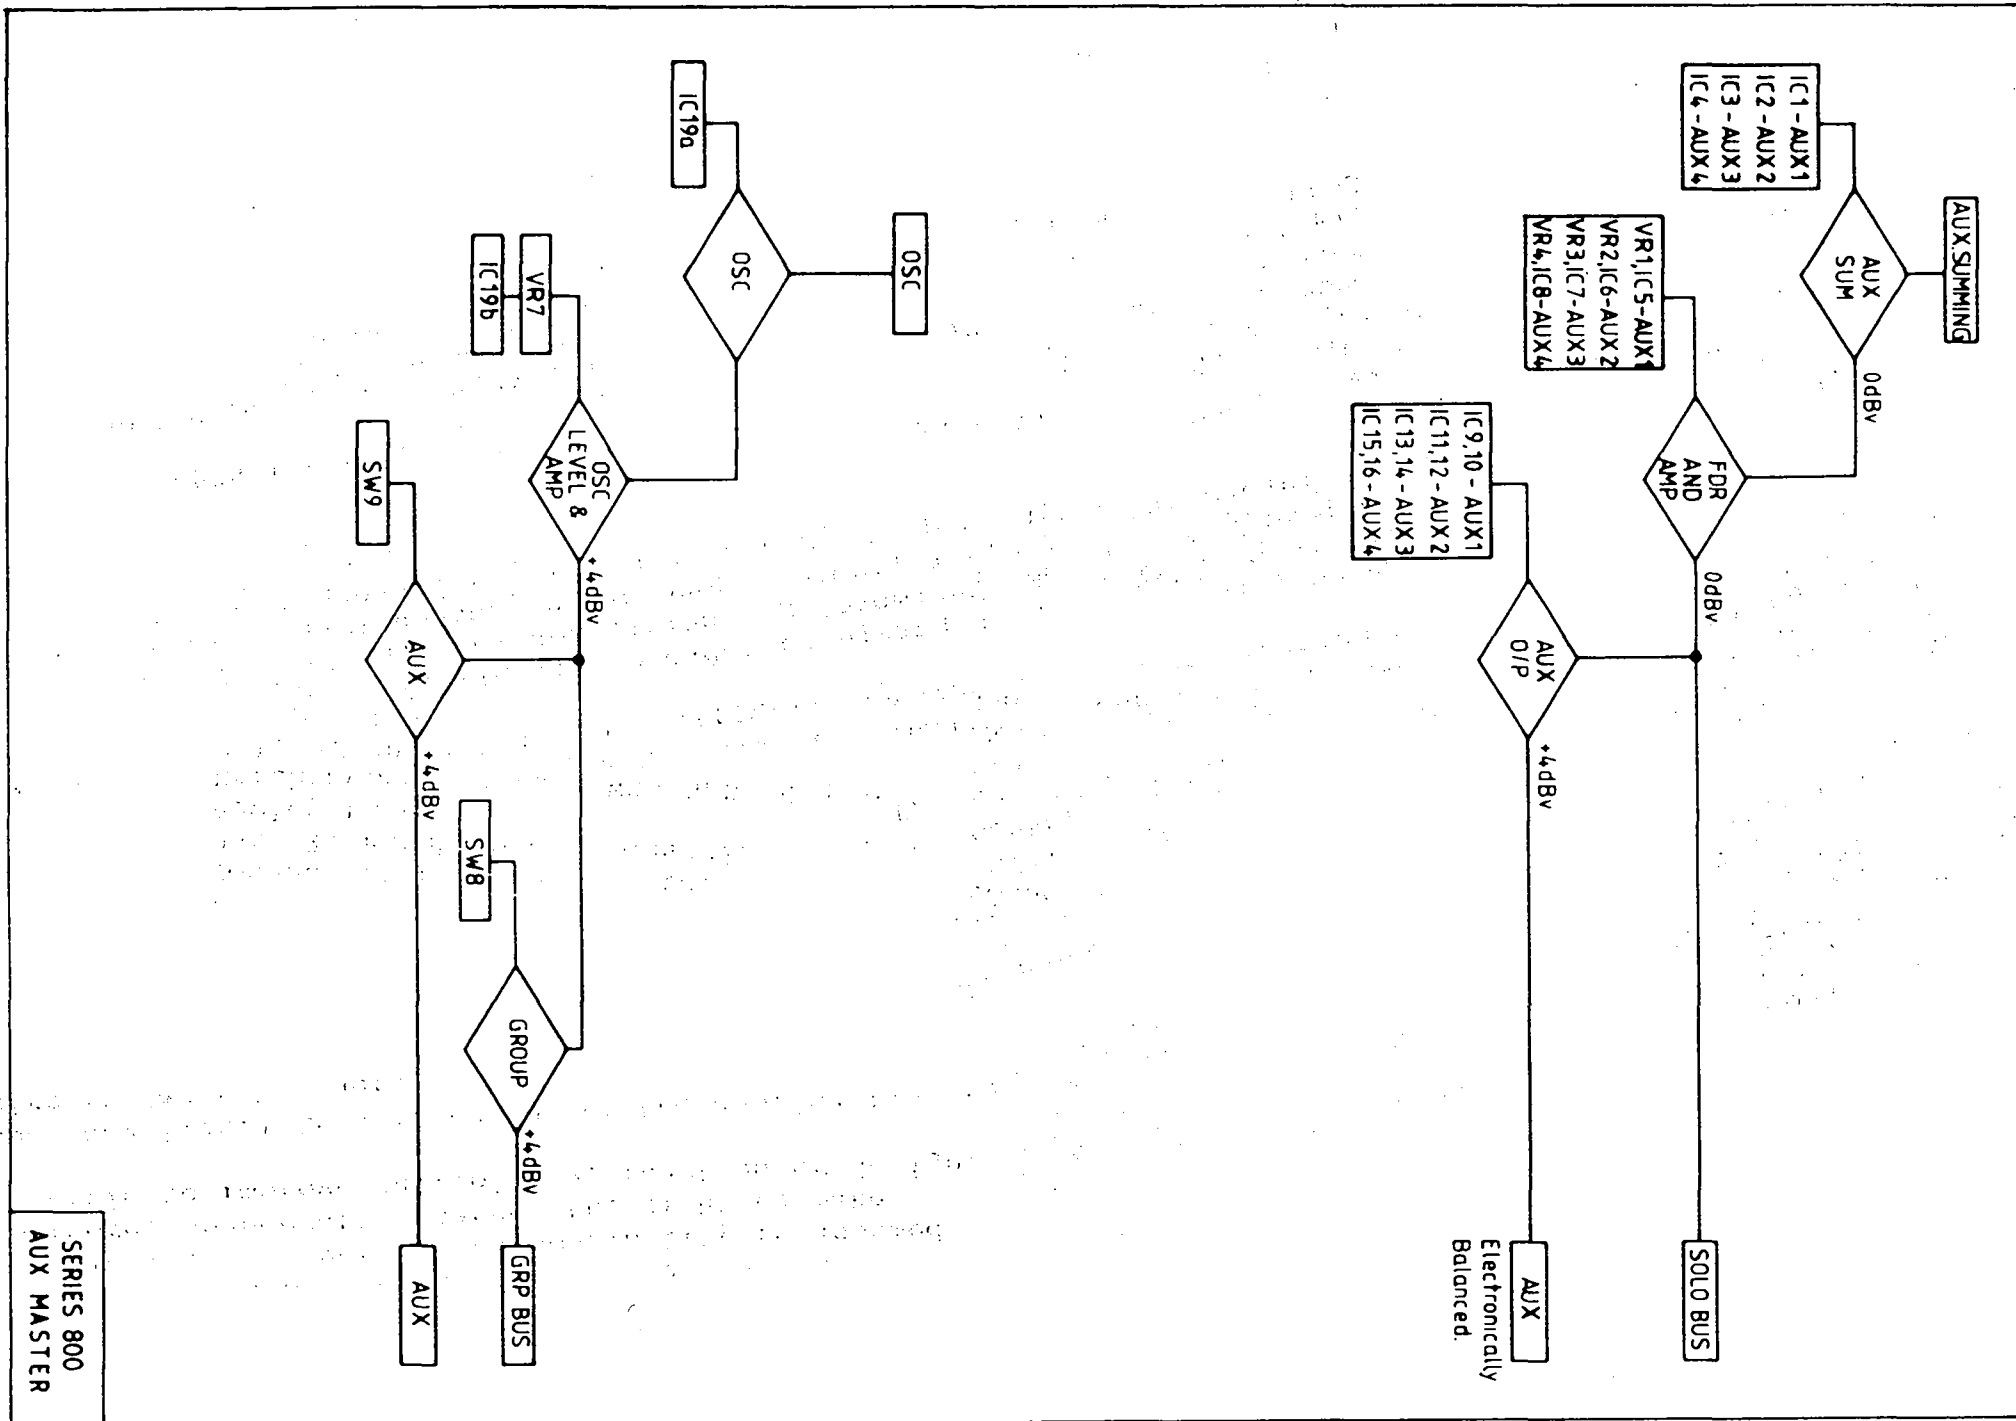 AUX.SUMMING
IC1-AUX1
IC2-AUX2
IC3-AUX3
IC4-AUX4
AUX
SUM
0dBv
VR1,IC5-AUX1
VR2,IC6-AUX2
VR3,IC7-AUX3
VR4,IC8-AUX4
FDR
AND
AMP
0dBv
SOLO BUS
IC9,10 - AUX1
IC11,12 - AUX2
IC13,14-AUX3
IC15,16-AUX4
AUX
O/P
+4dBv
AUX
Electronically
Balanced.
OSC
IC19a
OSC
VR7
IC19b
OSC
LEVEL &
AMP
+4dBv
SW8
GROUP
+4dBv
GRP BUS
SW9
AUX
+4dBv
AUX
SERIES 800
AUX MASTER